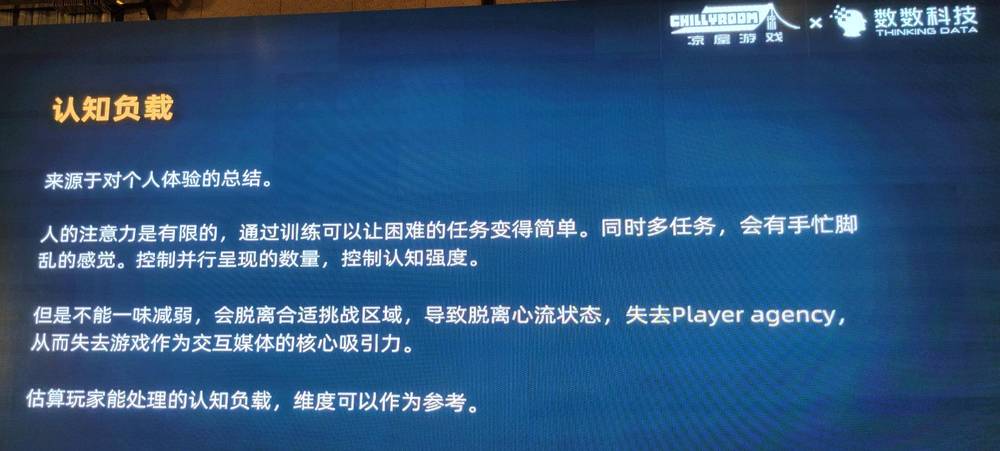 CHILLYROOM
凉屋游戏
×
数数科技
THINKING DATA
认知负载
来源于对个人体验的总结。
人的注意力是有限的，通过训练可以让困难的任务变得简单。同时多任务，会有手忙脚
乱的感觉。控制并行呈现的数量，控制认知强度。
但是不能一味减弱，会脱离合适挑战区域，导致脱离心流状态，失去Player agency，
从而失去游戏作为交互媒体的核心吸引力。
估算玩家能处理的认知负载，维度可以作为参考。